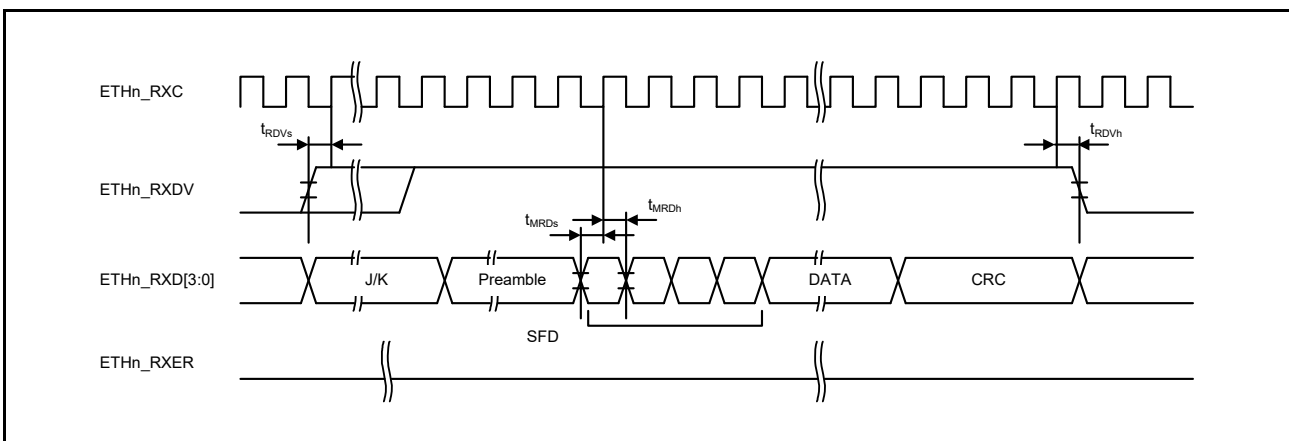 ETHn_RXC
tRDVs
tRDVh
ETHn_RXDV
tMRDs
tMRDh
ETHn_RXD[3:0]
J/K
Preamble
DATA
CRC
SFD
ETHn_RXER